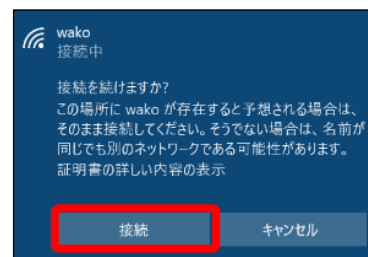 wako
接続中
接続を続けますか?
この場所に wako が存在すると予想される場合は、
そのまま接続してください。そうでない場合は、名前が
同じでも別のネットワークである可能性があります。
証明書の詳しい内容の表示
接続
キャンセル